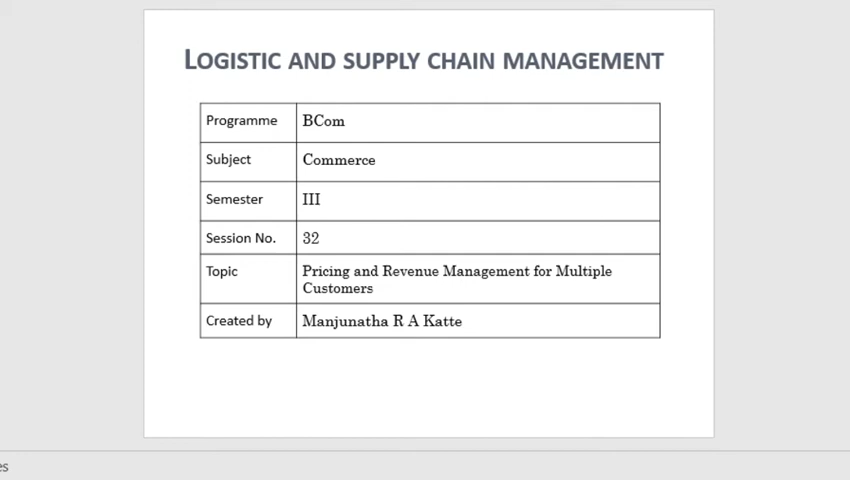 LOGISTIC AND SUPPLY CHAIN MANAGEMENT
Programme BCom
Subject Commerce
Semester III
Session No. 32
Topic Pricing and Revenue Management for Multiple
Customers
Created by Manjunatha R A Katte
es